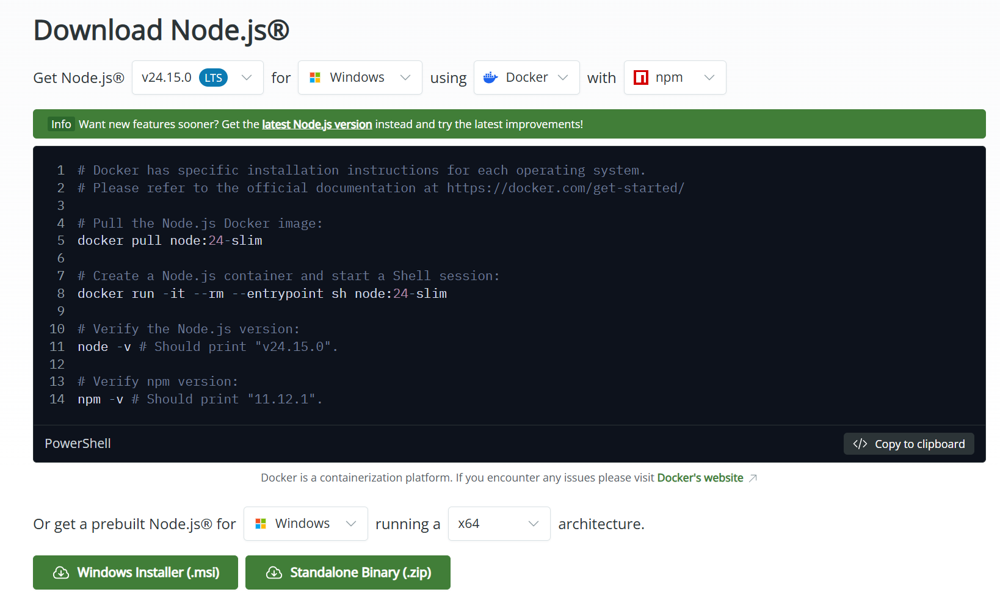 Download Node.js®
Get Node.js® v24.15.0 LTS for Windows using Docker with npm
Info Want new features sooner? Get the latest Node.js version instead and try the latest improvements!
1 # Docker has specific installation instructions for each operating system.
2 # Please refer to the official documentation at https://docker.com/get-started/
3
4 # Pull the Node.js Docker image:
5 docker pull node:24-slim
6
7 # Create a Node.js container and start a Shell session:
8 docker run -it --rm --entrypoint sh node:24-slim
9
10 # Verify the Node.js version:
11 node -v # Should print "v24.15.0".
12
13 # Verify npm version:
14 npm -v # Should print "11.12.1".
PowerShell </> Copy to clipboard
Docker is a containerization platform. If you encounter any issues please visit Docker's website
Or get a prebuilt Node.js® for Windows running a x64 architecture.
Windows Installer (.msi) Standalone Binary (.zip)